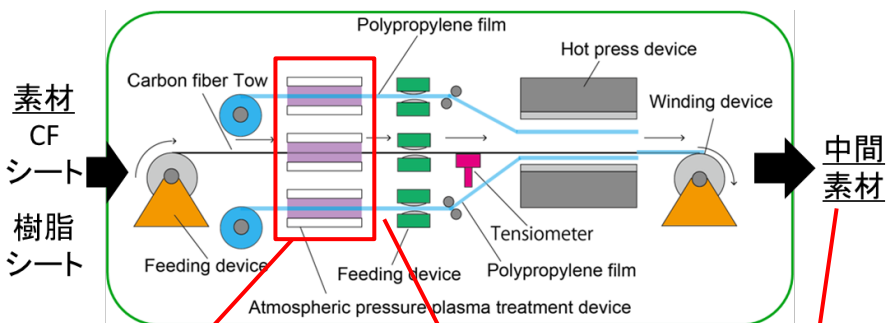 Polypropylene film
Hot press device
Carbon fiber Tow
Winding device
素材
CF
シート
樹脂
シート
中間
素材
Tensiometer
Feeding device
Feeding device
Polypropylene film
Atmospheric pressure plasma treatment device